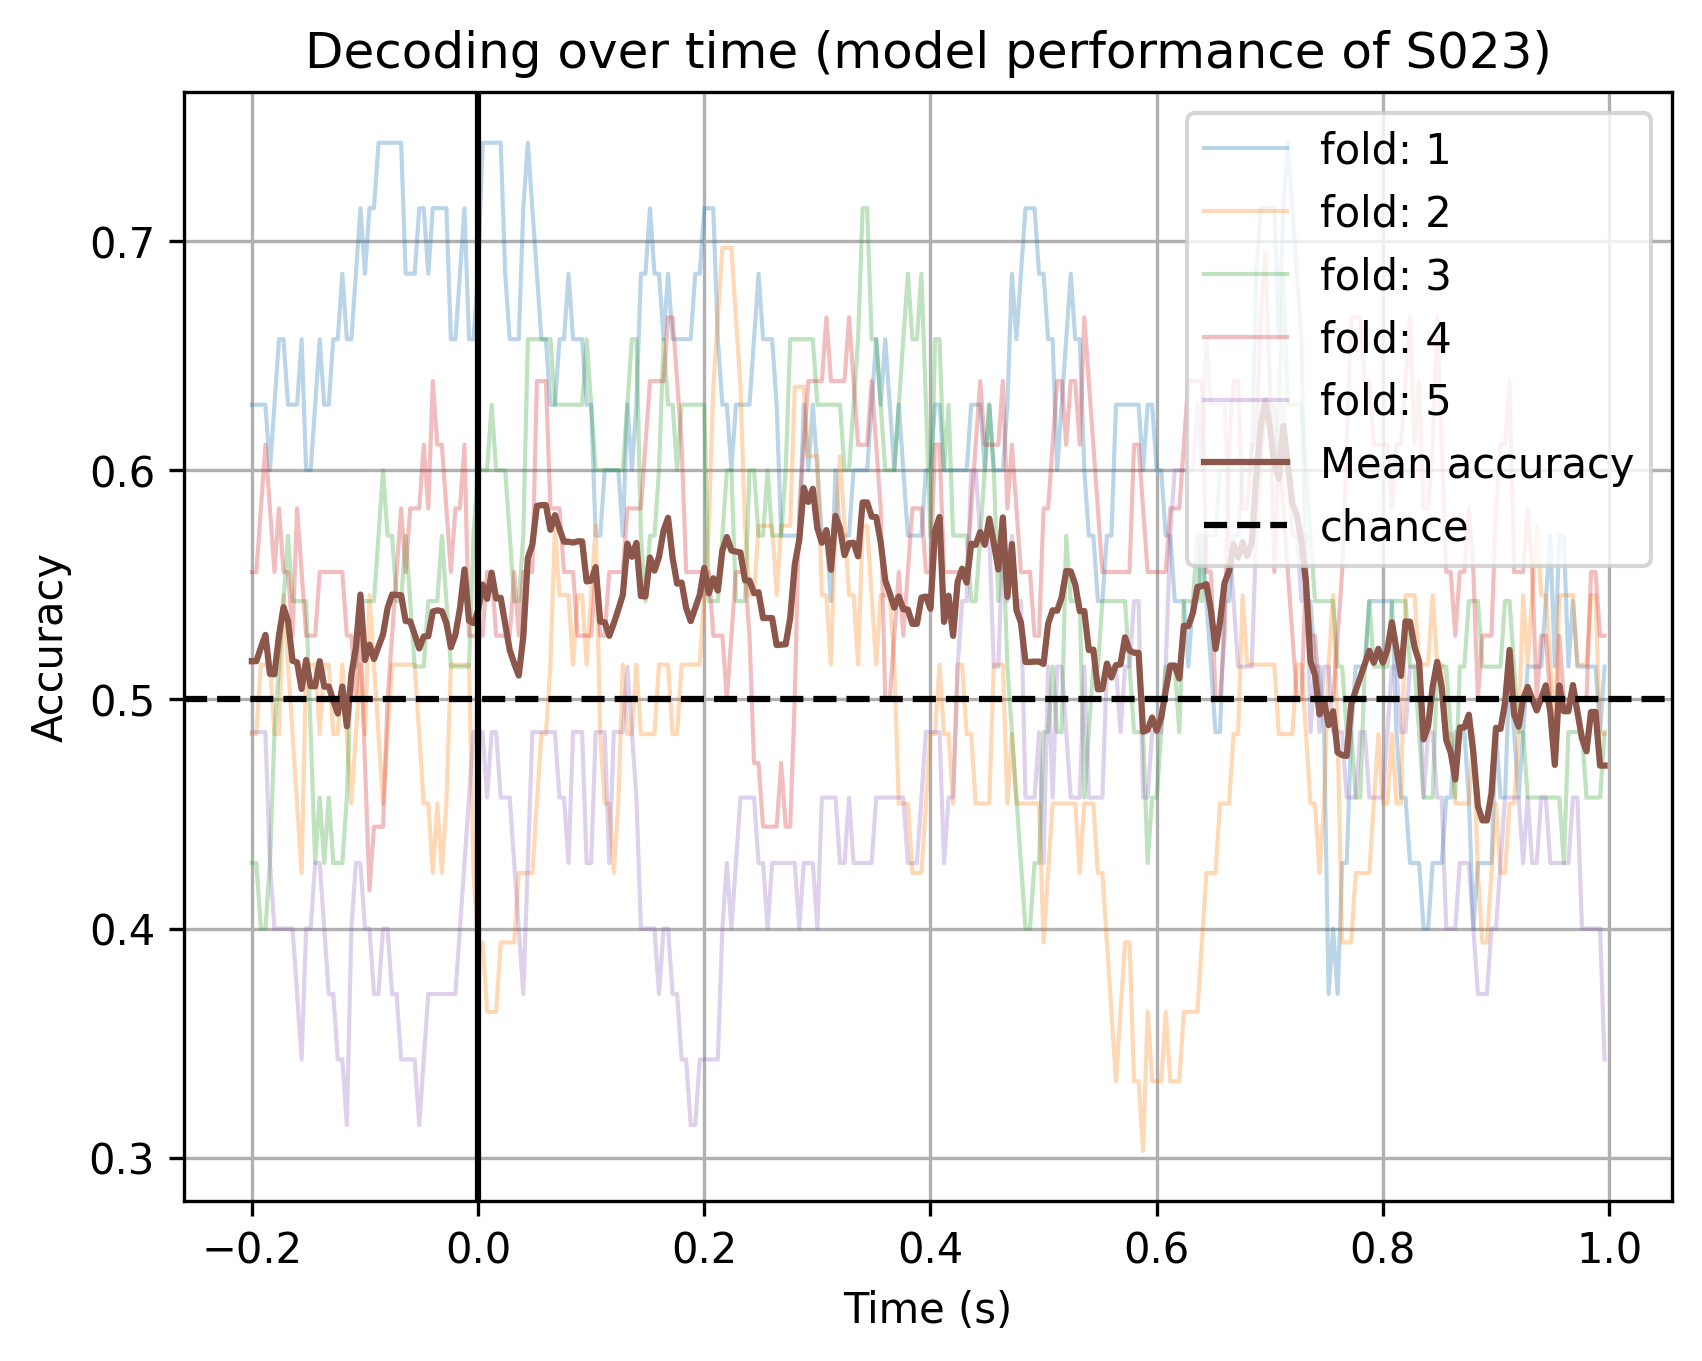 Decoding over time (model performance of S023)
Accuracy
0.7
0.6
0.5
0.4
0.3
fold: 1
fold: 2
fold: 3
fold: 4
fold: 5
Mean accuracy
chance
−0.2 0.0 0.2 0.4 0.6 0.8 1.0
Time (s)